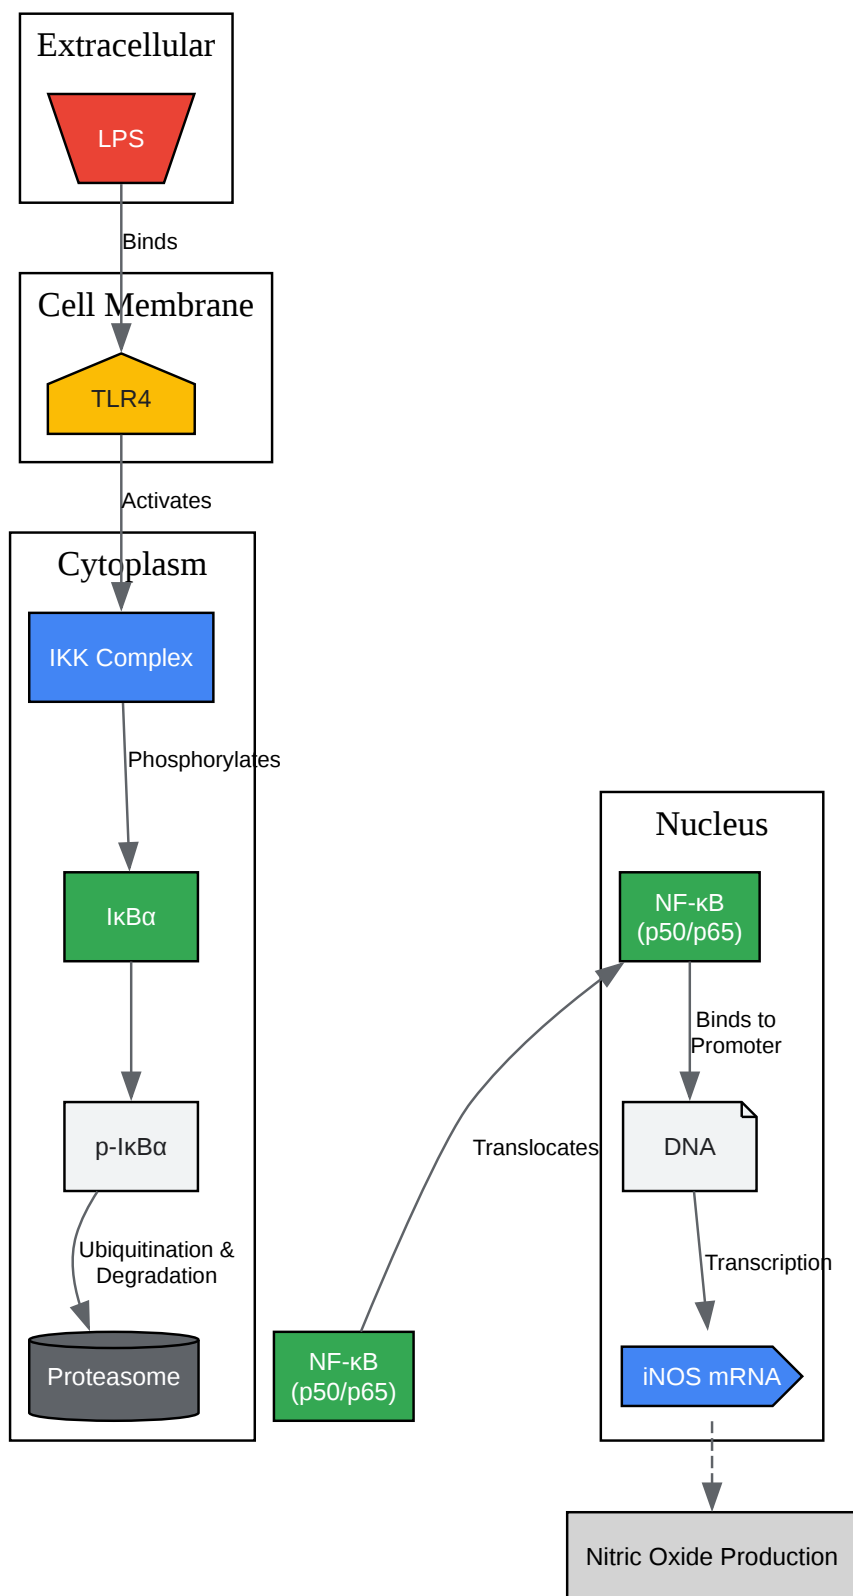 Extracellular
LPS
Binds
Cell Membrane
TLR4
Activates
Cytoplasm
IKK Complex
Phosphorylates
IκBα
p-IκBα
Ubiquitination &
Degradation
Proteasome
NF-κB
(p50/p65)
Translocates
Nucleus
NF-κB
(p50/p65)
Binds to
Promoter
DNA
Transcription
iNOS mRNA
Nitric Oxide Production